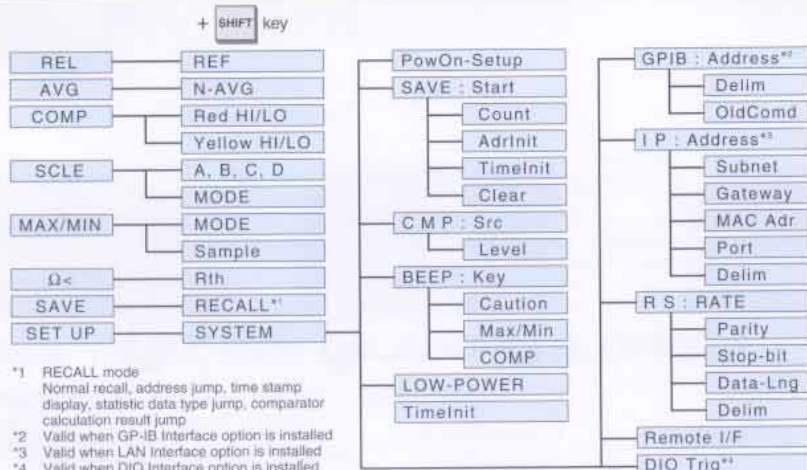 + SHIFT key
REL
REF
AVG
N-AVG
COMP
Red HI/LO
Yellow HI/LO
SCLE
A, B, C, D
MODE
MAX/MIN
MODE
Sample
Ω<
Rth
SAVE
RECALL*1
SET UP
SYSTEM
*1 RECALL mode
Normal recall, address jump, time stamp
display, statistic data type jump, comparator
calculation result jump
*2 Valid when GP-IB Interface option is installed
*3 Valid when LAN Interface option is installed
*4 Valid when DIO Interface option is installed
PowOn-Setup
SAVE : Start
Count
AdrInit
TimeInit
Clear
C M P : Src
Level
BEEP : Key
Caution
Max/Min
COMP
LOW-POWER
TimeInit
GPIB : Address*2
Delim
OldComd
I P : Address*3
Subnet
Gateway
MAC Adr
Port
Delim
R S : RATE
Parity
Stop-bit
Data-Lng
Delim
Remote I/F
DIO Trig*4